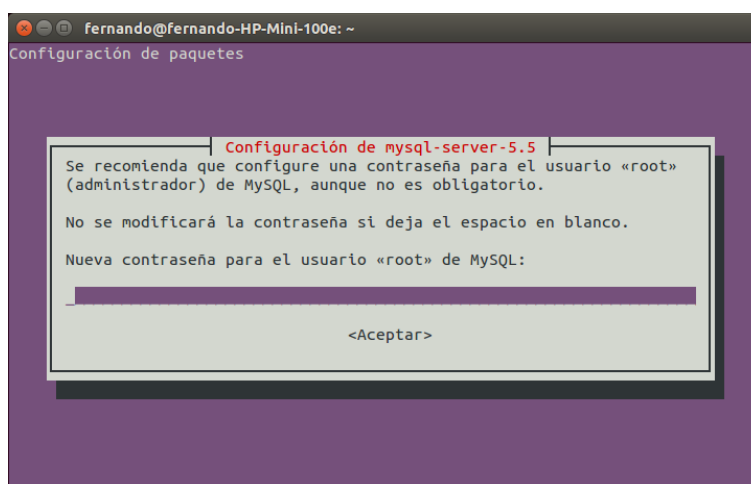 fernando@fernando-HP-Mini-100e: ~
Configuración de paquetes
Configuración de mysql-server-5.5
Se recomienda que configure una contraseña para el usuario «root»
(administrador) de MySQL, aunque no es obligatorio.
No se modificará la contraseña si deja el espacio en blanco.
Nueva contraseña para el usuario «root» de MySQL:
<Aceptar>